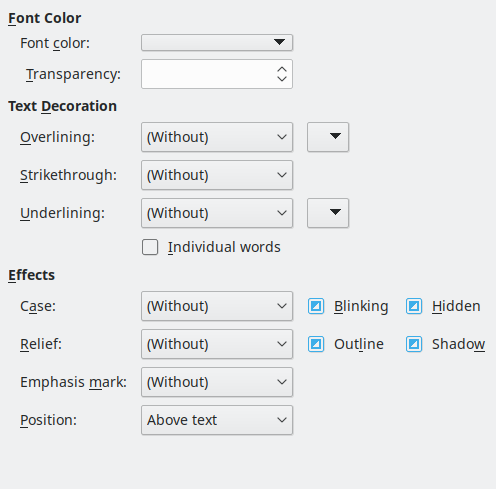 Font Color
Font color:
Transparency:
Text Decoration
Overlining: (Without)
Strikethrough: (Without)
Underlining: (Without)
Individual words
Effects
Case: (Without) Blinking Hidden
Relief: (Without) Outline Shadow
Emphasis mark: (Without)
Position: Above text